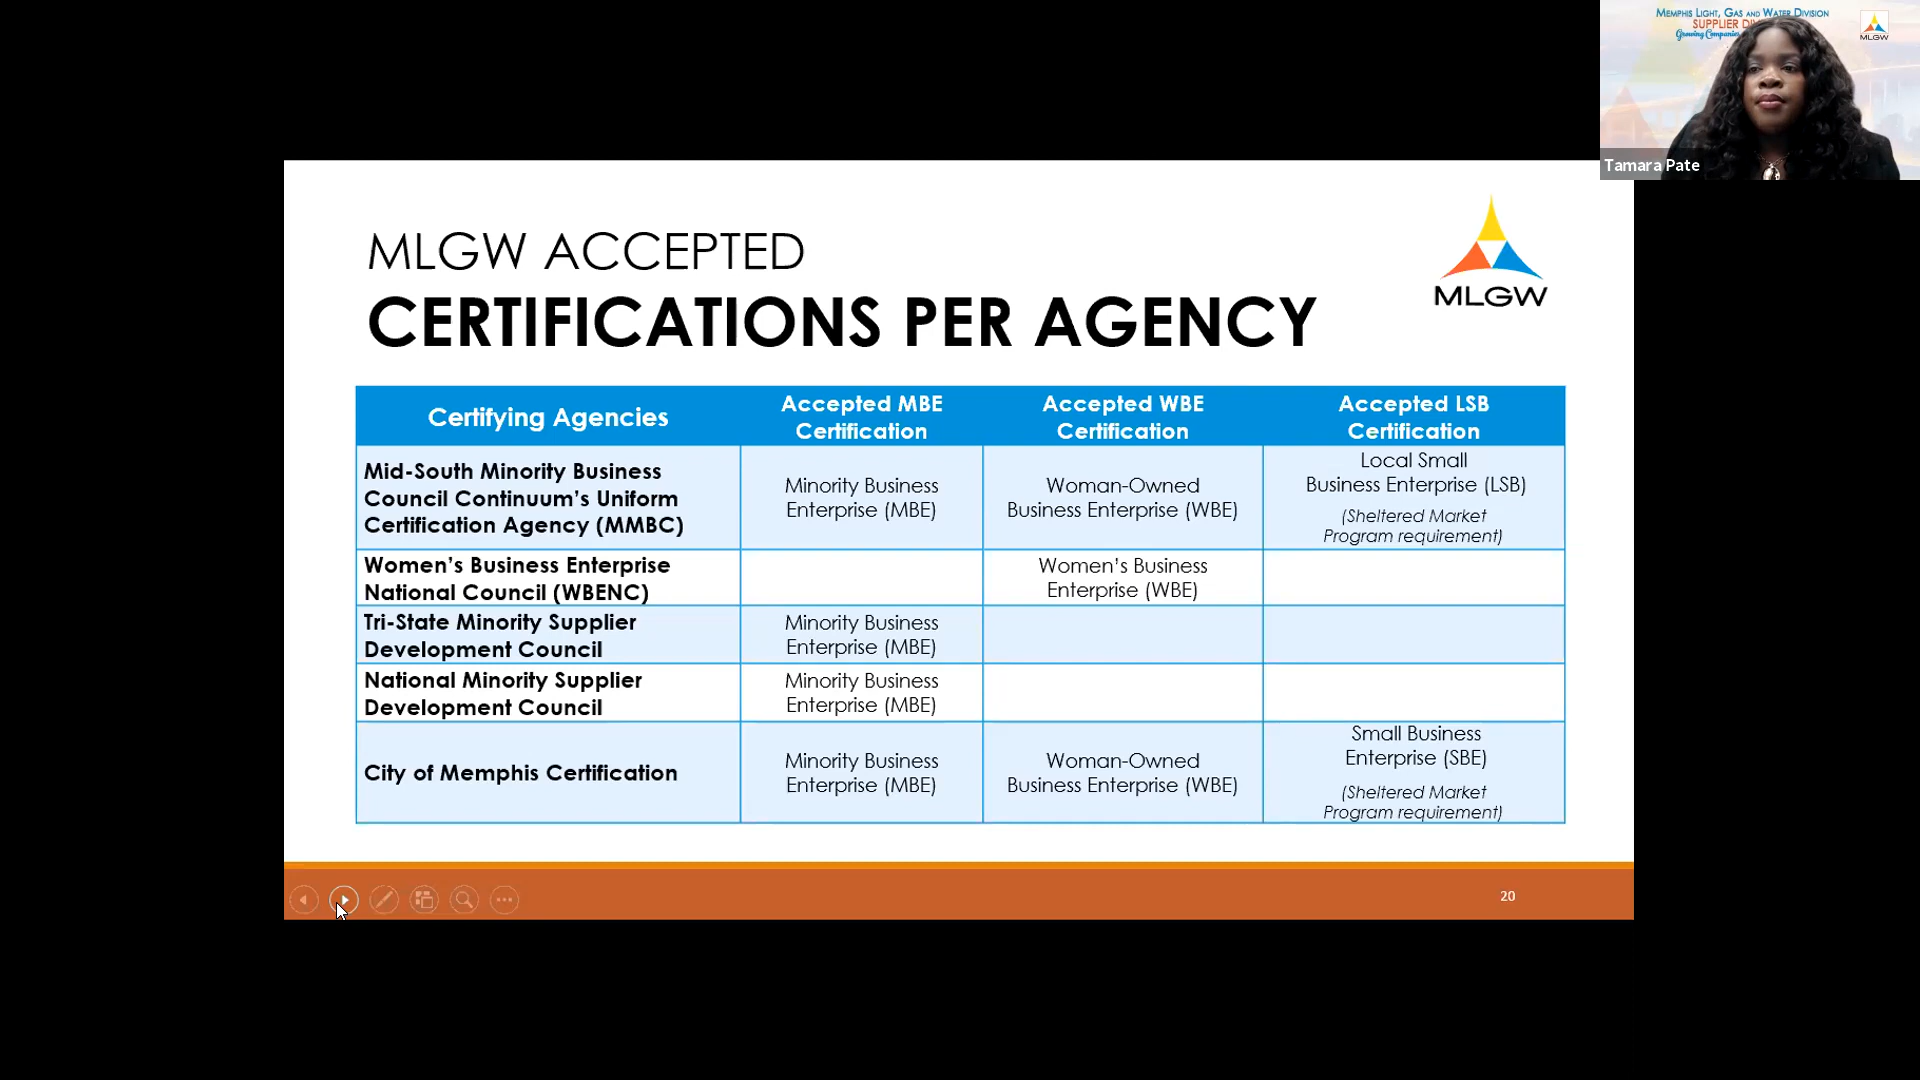 MEMPHIS LIGHT, GAS AND WATER DIVISION
SUPPLIER
Growing Companies
MLGW
Tamara Pate
MLGW ACCEPTED
CERTIFICATIONS PER AGENCY
MLGW
Certifying Agencies
Accepted MBE
Certification
Accepted WBE
Certification
Accepted LSB
Certification
Mid-South Minority Business
Council Continuum’s Uniform
Certification Agency (MMBC)
Minority Business
Enterprise (MBE)
Woman-Owned
Business Enterprise (WBE)
Local Small
Business Enterprise (LSB)
(Sheltered Market
Program requirement)
Women’s Business Enterprise
National Council (WBENC)
Women’s Business
Enterprise (WBE)
Tri-State Minority Supplier
Development Council
Minority Business
Enterprise (MBE)
National Minority Supplier
Development Council
Minority Business
Enterprise (MBE)
City of Memphis Certification
Minority Business
Enterprise (MBE)
Woman-Owned
Business Enterprise (WBE)
Small Business
Enterprise (SBE)
(Sheltered Market
Program requirement)
20